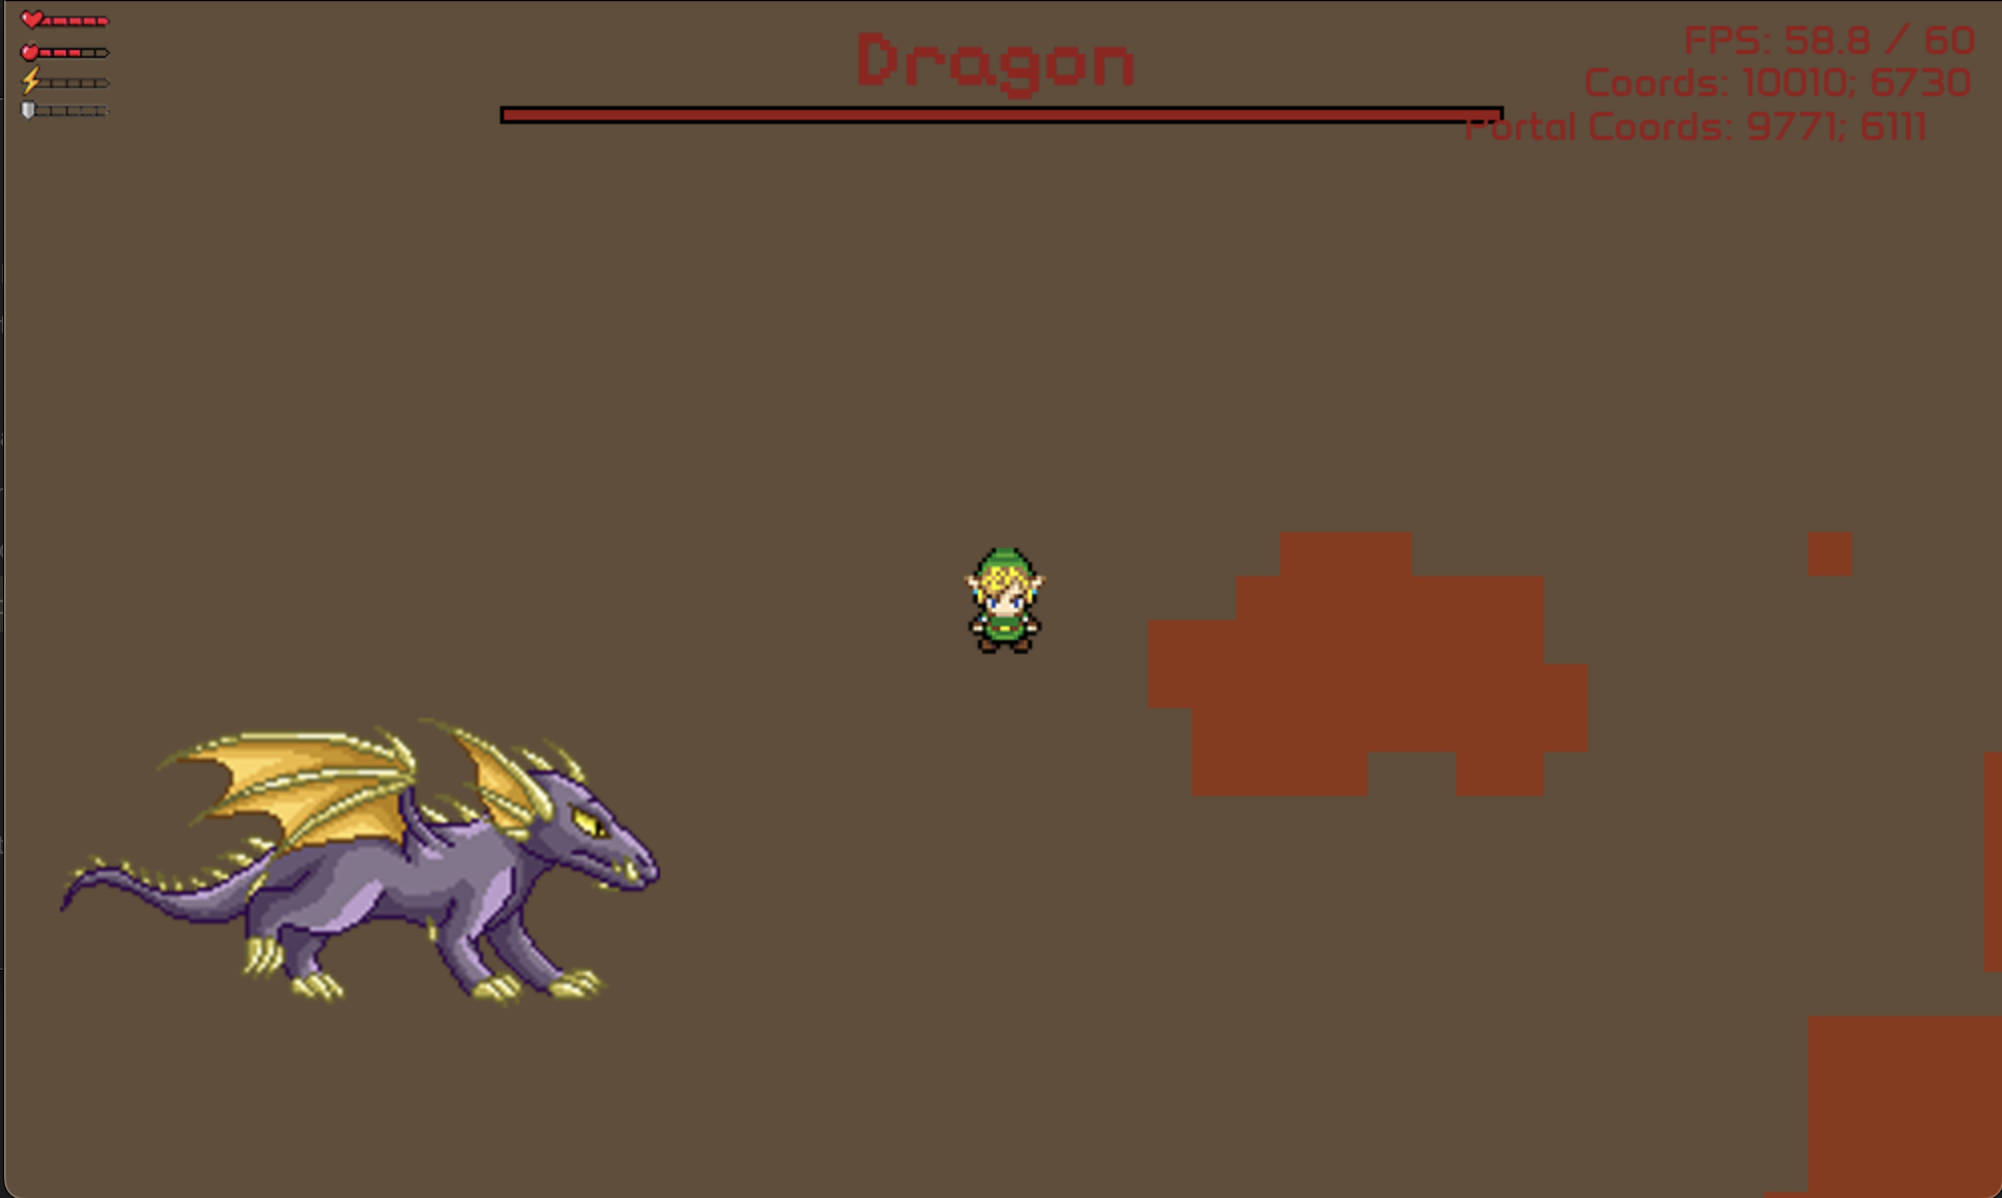 Dragon
FPS: 58.8 / 60
Coords: 10010; 6730
Portal Coords: 9771; 6111